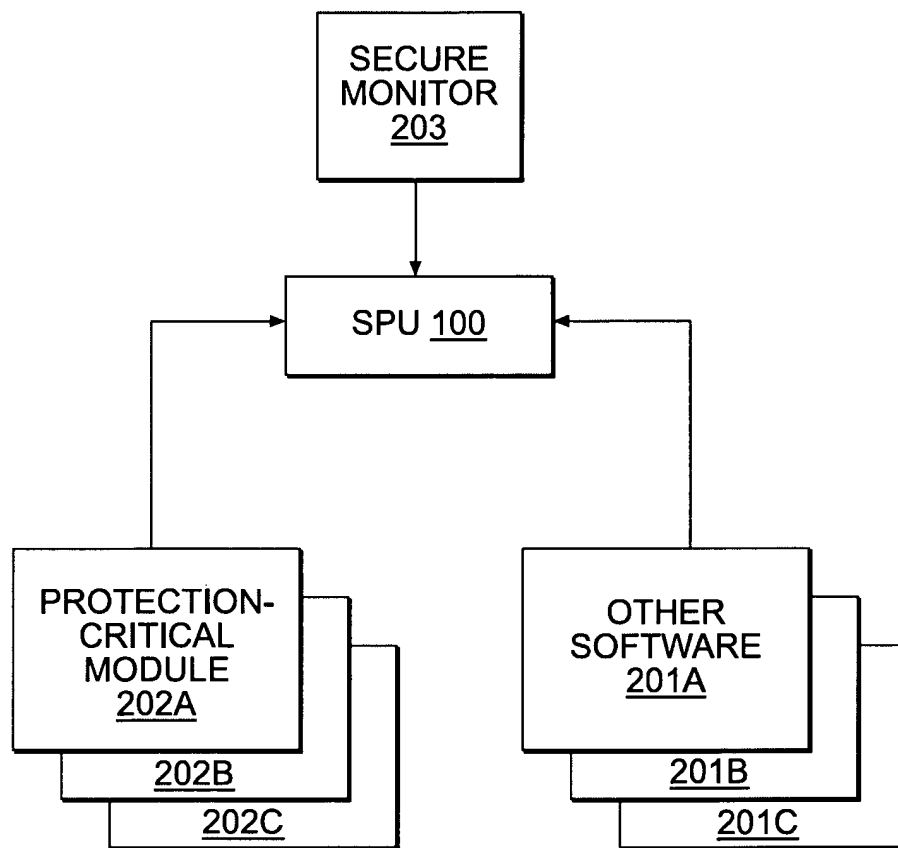 SECURE
MONITOR
203
SPU 100
PROTECTION-
CRITICAL
MODULE
202A
202B
202C
OTHER
SOFTWARE
201A
201B
201C